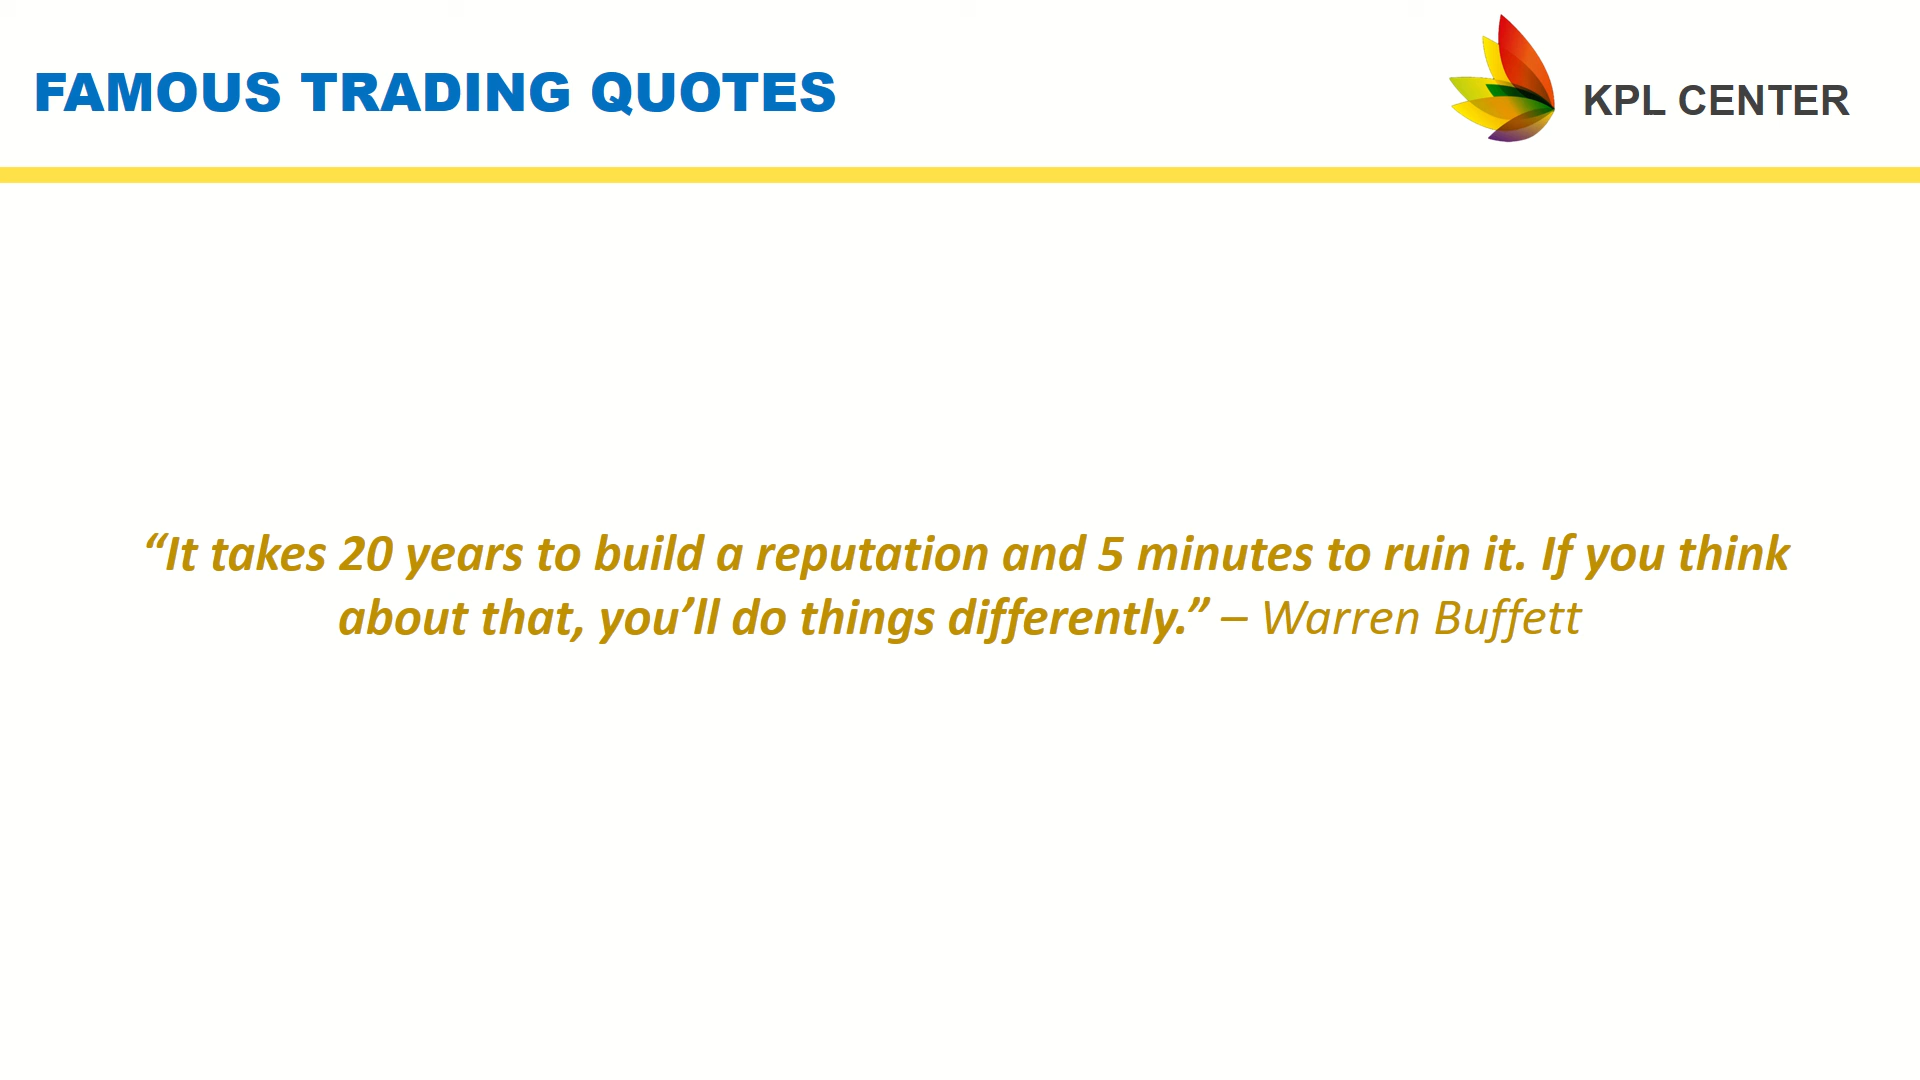 FAMOUS TRADING QUOTES
KPL CENTER
“It takes 20 years to build a reputation and 5 minutes to ruin it. If you think
about that, you’ll do things differently.” – Warren Buffett